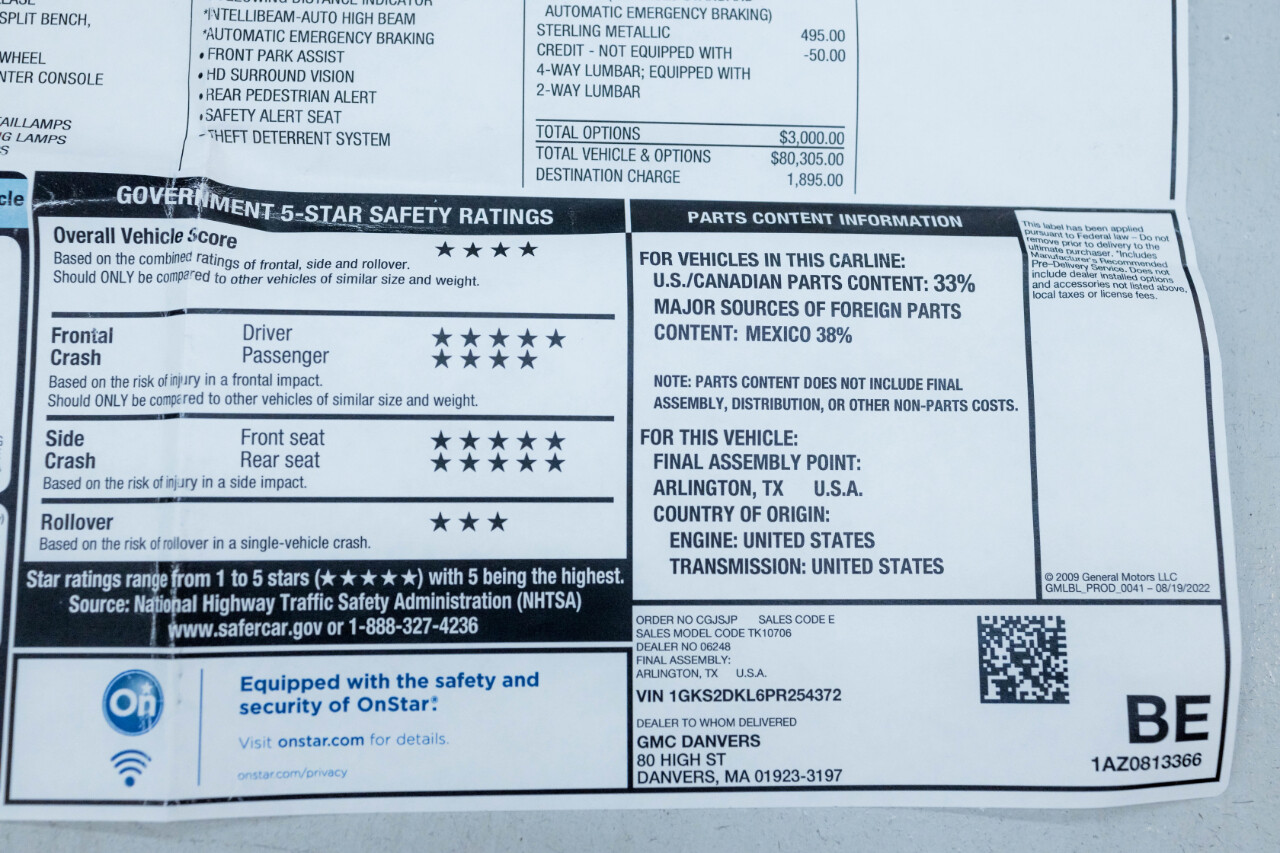 SPLIT BENCH,
WHEEL
NTER CONSOLE
AILLAMPS
G LAMPS
S
FOLLOWING DISTANCE INDICATOR
*INTELLIBEAM-AUTO HIGH BEAM
*AUTOMATIC EMERGENCY BRAKING
• FRONT PARK ASSIST
• HD SURROUND VISION
• REAR PEDESTRIAN ALERT
• SAFETY ALERT SEAT
THEFT DETERRENT SYSTEM
AUTOMATIC EMERGENCY BRAKING)
STERLING METALLIC 495.00
CREDIT - NOT EQUIPPED WITH -50.00
4-WAY LUMBAR; EQUIPPED WITH
2-WAY LUMBAR
TOTAL OPTIONS $3,000.00
TOTAL VEHICLE & OPTIONS $80,305.00
DESTINATION CHARGE 1,895.00
cle
GOVERNMENT 5-STAR SAFETY RATINGS
Overall Vehicle Score ★★★★
Based on the combined ratings of frontal, side and rollover.
Should ONLY be compared to other vehicles of similar size and weight.
Frontal Driver ★★★★★
Crash Passenger ★★★★
Based on the risk of injury in a frontal impact.
Should ONLY be compared to other vehicles of similar size and weight.
Side Front seat ★★★★★
Crash Rear seat ★★★★★
Based on the risk of injury in a side impact.
Rollover ★★★
Based on the risk of rollover in a single-vehicle crash.
Star ratings range from 1 to 5 stars (★★★★★) with 5 being the highest.
Source: National Highway Traffic Safety Administration (NHTSA)
www.safercar.gov or 1-888-327-4236
On
Equipped with the safety and
security of OnStar®.
Visit onstar.com for details.
onstar.com/privacy
PARTS CONTENT INFORMATION
FOR VEHICLES IN THIS CARLINE:
U.S./CANADIAN PARTS CONTENT: 33%
MAJOR SOURCES OF FOREIGN PARTS
CONTENT: MEXICO 38%
NOTE: PARTS CONTENT DOES NOT INCLUDE FINAL
ASSEMBLY, DISTRIBUTION, OR OTHER NON-PARTS COSTS.
FOR THIS VEHICLE:
FINAL ASSEMBLY POINT:
ARLINGTON, TX U.S.A.
COUNTRY OF ORIGIN:
ENGINE: UNITED STATES
TRANSMISSION: UNITED STATES
This label has been applied
pursuant to Federal law – Do not
remove prior to delivery to the
ultimate purchaser. *Includes
Manufacturer's Recommended
Pre-Delivery Service. Does not
include dealer installed options
and accessories not listed above,
local taxes or license fees.
© 2009 General Motors LLC
GMLBL_PROD_0041 – 08/19/2022
ORDER NO CGJSJP SALES CODE E
SALES MODEL CODE TK10706
DEALER NO 06248
FINAL ASSEMBLY:
ARLINGTON, TX U.S.A.
VIN 1GKS2DKL6PR254372
DEALER TO WHOM DELIVERED
GMC DANVERS
80 HIGH ST
DANVERS, MA 01923-3197
BE
1AZ0813366